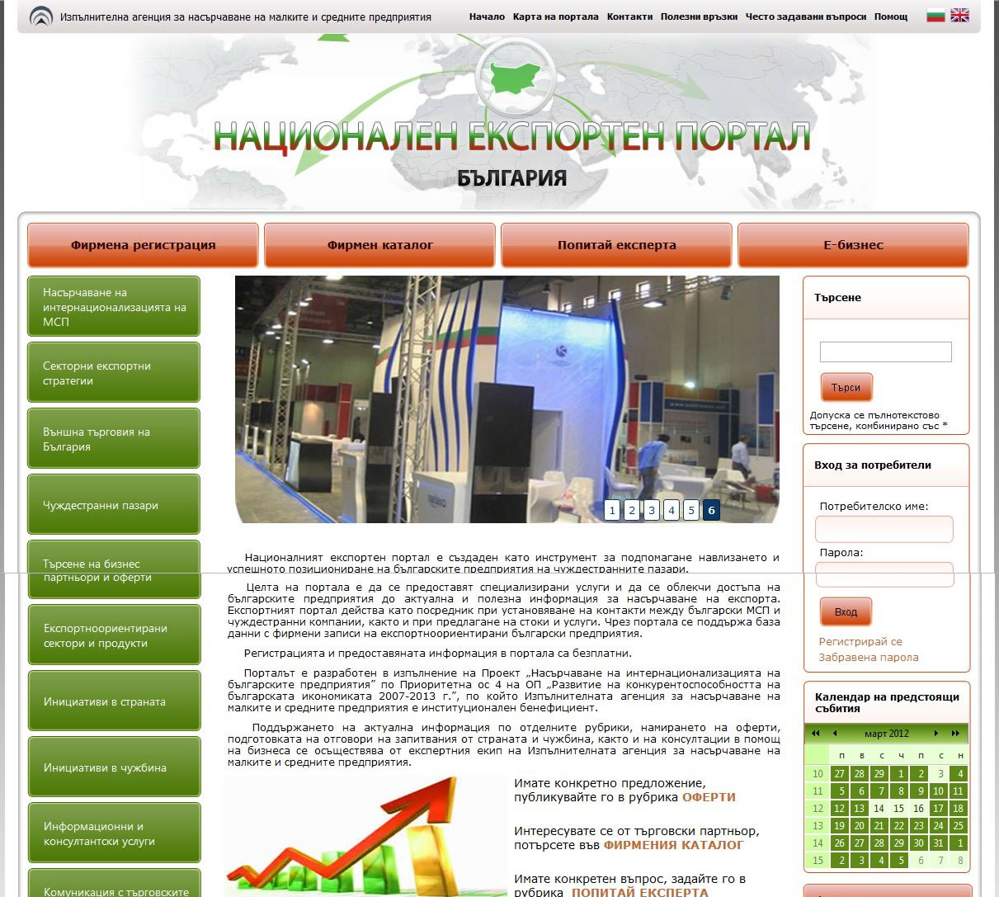 Изпълнителна агенция за насърчаване на малките и средните предприятия
Начало Карта на портала Контакти Полезни връзки Често задавани въпроси Помощ
НАЦИОНАЛЕН ЕКСПОРТЕН ПОРТАЛ
БЪЛГАРИЯ
Фирмена регистрация
Фирмен каталог
Попитай експерта
Е-бизнес
Насърчаване на
интернационализацията на
МСП
Секторни експортни
стратегии
Външна търговия на
България
Чуждестранни пазари
Търсене на бизнес
партньори и оферти
Експортноориентирани
сектори и продукти
Инициативи в страната
Инициативи в чужбина
Информационни и
консултантски услуги
Комуникация с търговските
1 2 3 4 5 6
Националният експортен портал е създаден като инструмент за подпомагане навлизането и
успешното позициониране на българските предприятия на чуждестранните пазари.
Целта на портала е да се предоставят специализирани услуги и да се облекчи достъпа на
българските предприятия до актуална и полезна информация за насърчаване на експорта.
Експортният портал действа като посредник при установяване на контакти между български МСП и
чуждестранни компании, както и при предлагане на стоки и услуги. Чрез портала се поддържа база
данни с фирмени записи на експортноориентирани български предприятия.
Регистрацията и предоставяната информация в портала са безплатни.
Порталът е разработен в изпълнение на Проект „Насърчаване на интернационализацията на
българските предприятия” по Приоритетна ос 4 на ОП „Развитие на конкурентоспособността на
българската икономиката 2007-2013 г.”, по който Изпълнителната агенция за насърчаване на
малките и средните предприятия е институционален бенефициент.
Поддържането на актуална информация по отделните рубрики, намирането на оферти,
подготовката на отговори на запитвания от страната и чужбина, както и на консултации в помощ
на бизнеса се осъществява от експертния екип на Изпълнителната агенция за насърчаване на
малките и средните предприятия.
Имате конкретно предложение,
публикувайте го в рубрика ОФЕРТИ
Интересувате се от търговски партньор,
потърсете във ФИРМЕНИЯ КАТАЛОГ
Имате конкретен въпрос, задайте го в
рубрика ПОПИТАЙ ЕКСПЕРТА
Търсене
Търси
Допуска се пълнотекстово
търсене, комбинирано със *
Вход за потребители
Потребителско име:
Парола:
Вход
Регистрирай се
Забравена парола
Календар на предстоящи
събития
март 2012
п в с ч п с н
10 27 28 29 1 2 3 4
11 5 6 7 8 9 10 11
12 12 13 14 15 16 17 18
13 19 20 21 22 23 24 25
14 26 27 28 29 30 31 1
15 2 3 4 5 6 7 8